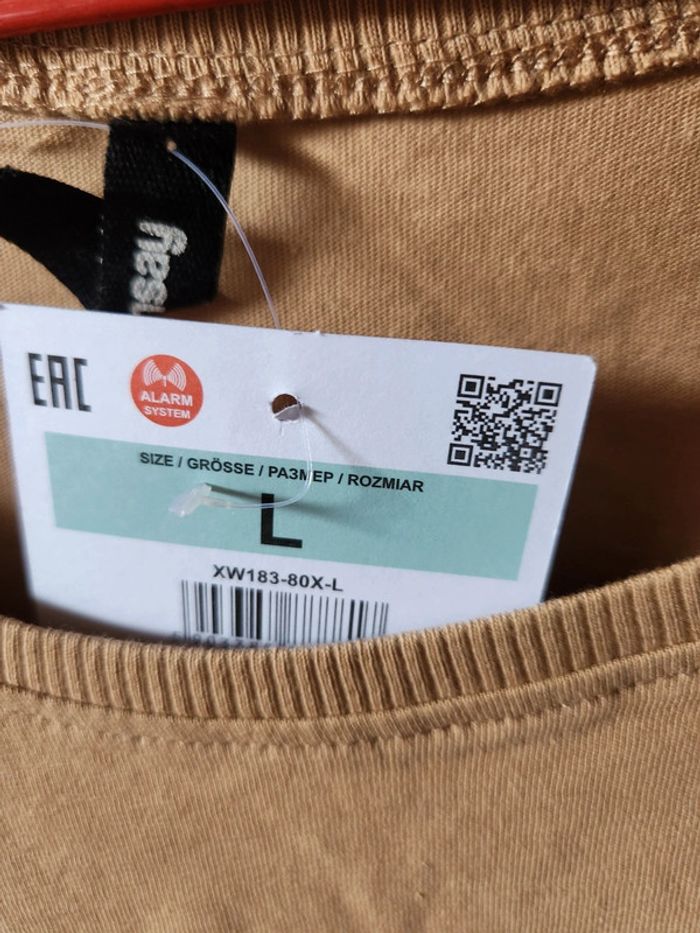 EAC
ALARM
SYSTEM
SIZE / GRÖSSE / РАЗМЕР / ROZMIAR
L
XW183-80X-L